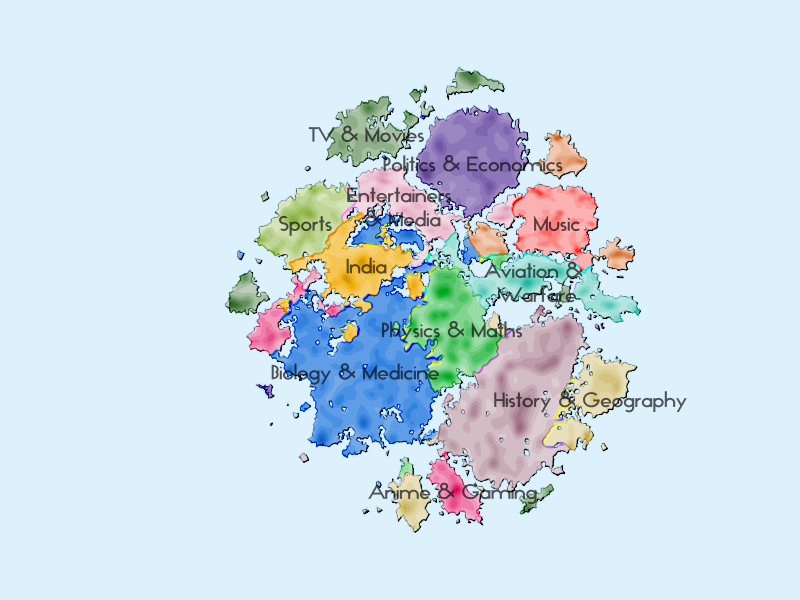 TV & Movies
Politics & Economics
Entertainers
& Media
Sports
Music
India
Aviation &
Warfare
Physics & Maths
Biology & Medicine
History & Geography
Anime & Gaming